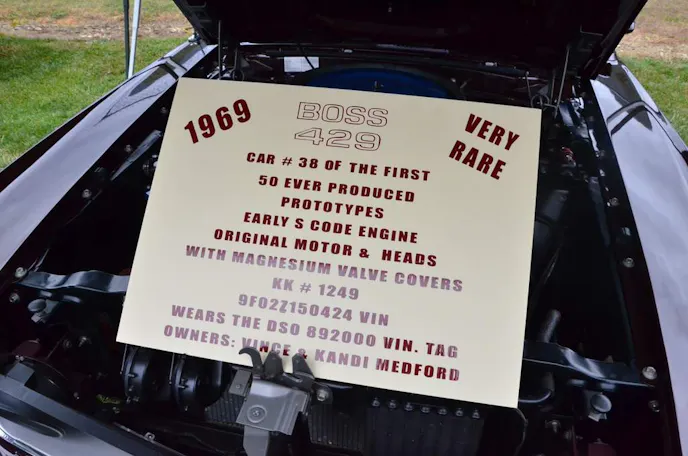 1969
BOSS
429
VERY
RARE
CAR # 38 OF THE FIRST
50 EVER PRODUCED
PROTOTYPES
EARLY S CODE ENGINE
ORIGINAL MOTOR & HEADS
WITH MAGNESIUM VALVE COVERS
KK # 1249
9F02Z150424 VIN
WEARS THE DSO 892000 VIN. TAG
OWNERS: VINCE & KANDI MEDFORD